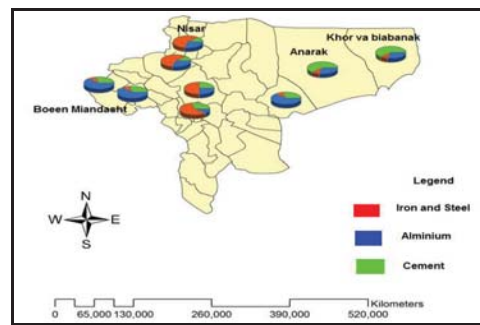 Nisar
Khor va biabanak
Anarak
Boeen Miandasht
N
W E
S
Legend
Iron and Steel
Alminium
Cement
Kilometers
0 65,000 130,000 260,000 390,000 520,000